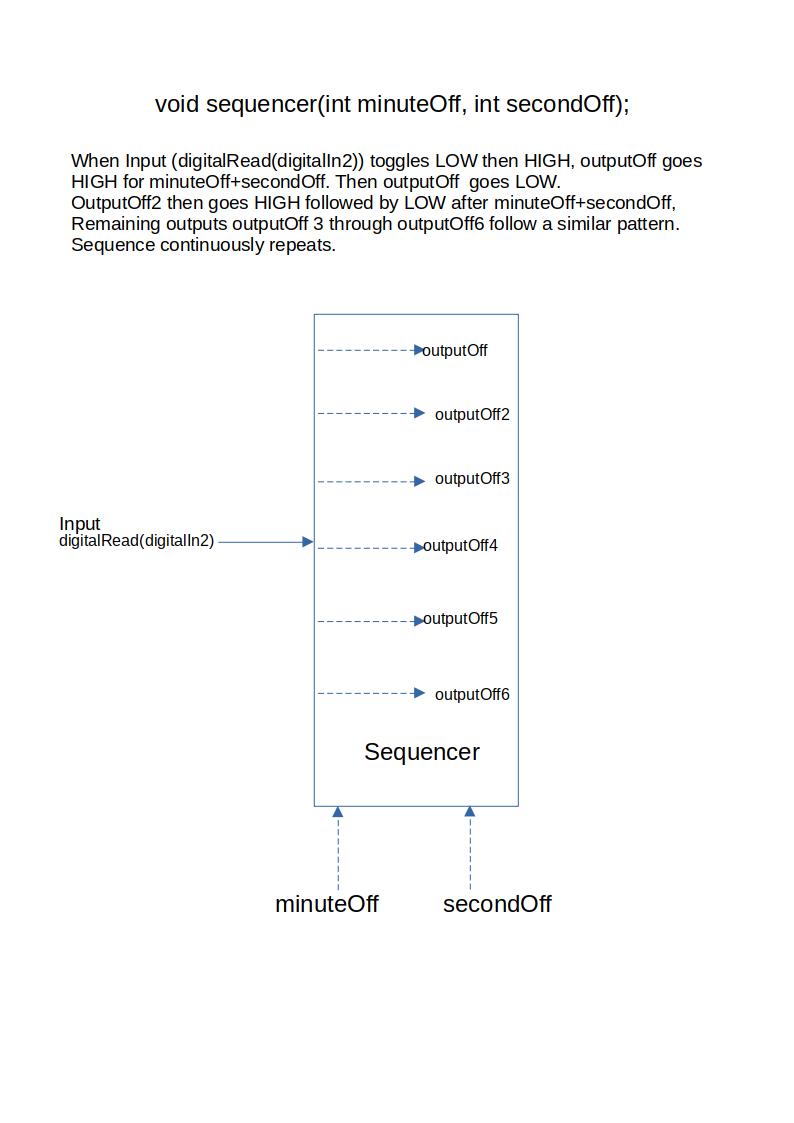 void sequencer(int minuteOff, int secondOff);
When Input (digitalRead(digitalIn2)) toggles LOW then HIGH, outputOff goes
HIGH for minuteOff+secondOff. Then outputOff  goes LOW.
OutputOff2 then goes HIGH followed by LOW after minuteOff+secondOff,
Remaining outputs outputOff 3 through outputOff6 follow a similar pattern.
Sequence continuously repeats.
outputOff
outputOff2
outputOff3
Input
digitalRead(digitalIn2)
outputOff4
outputOff5
outputOff6
Sequencer
minuteOff
secondOff